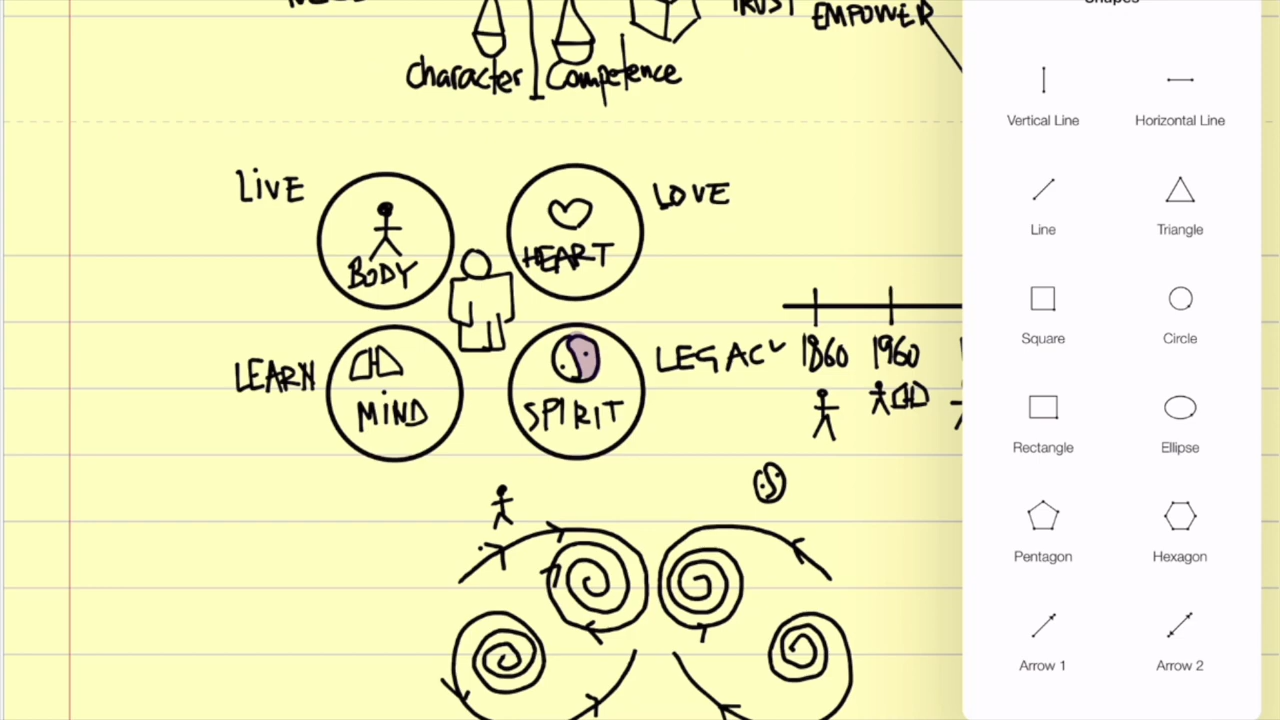 TRUST
EMPOWER
Character
Competence
LiVE
BODY
HEART
LOVE
LEARN
MiND
SPIRIT
LEGACY
1860
1960
Shapes
Vertical Line
Horizontal Line
Line
Triangle
Square
Circle
Rectangle
Ellipse
Pentagon
Hexagon
Arrow 1
Arrow 2